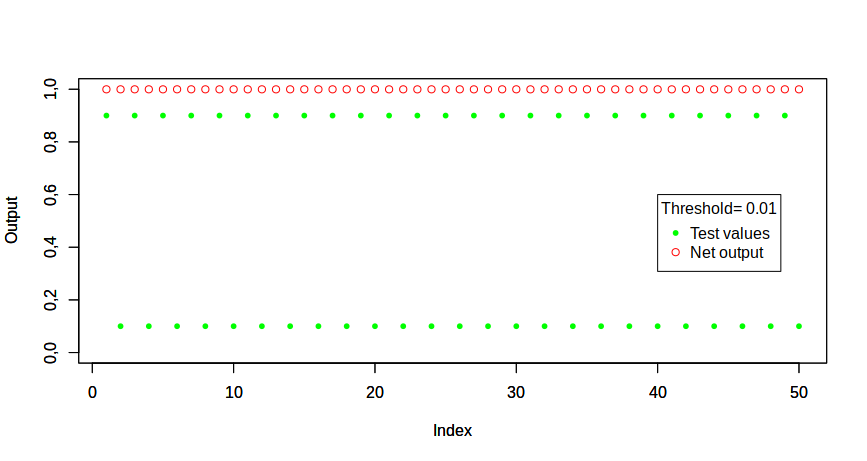 1,0
0,8
0,6
0,4
0,2
0,0
Output
Threshold= 0.01
Test values
Net output
0 10 20 30 40 50
Index